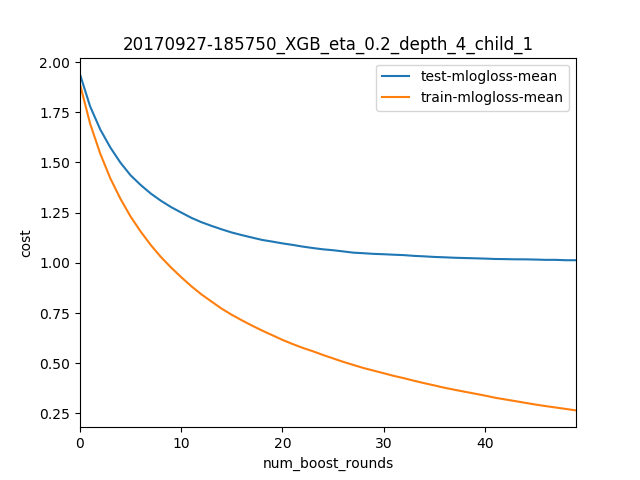 20170927-185750_XGB_eta_0.2_depth_4_child_1
2.00
1.75
1.50
1.25
1.00
0.75
0.50
0.25
cost
test-mlogloss-mean
train-mlogloss-mean
0 10 20 30 40
num_boost_rounds